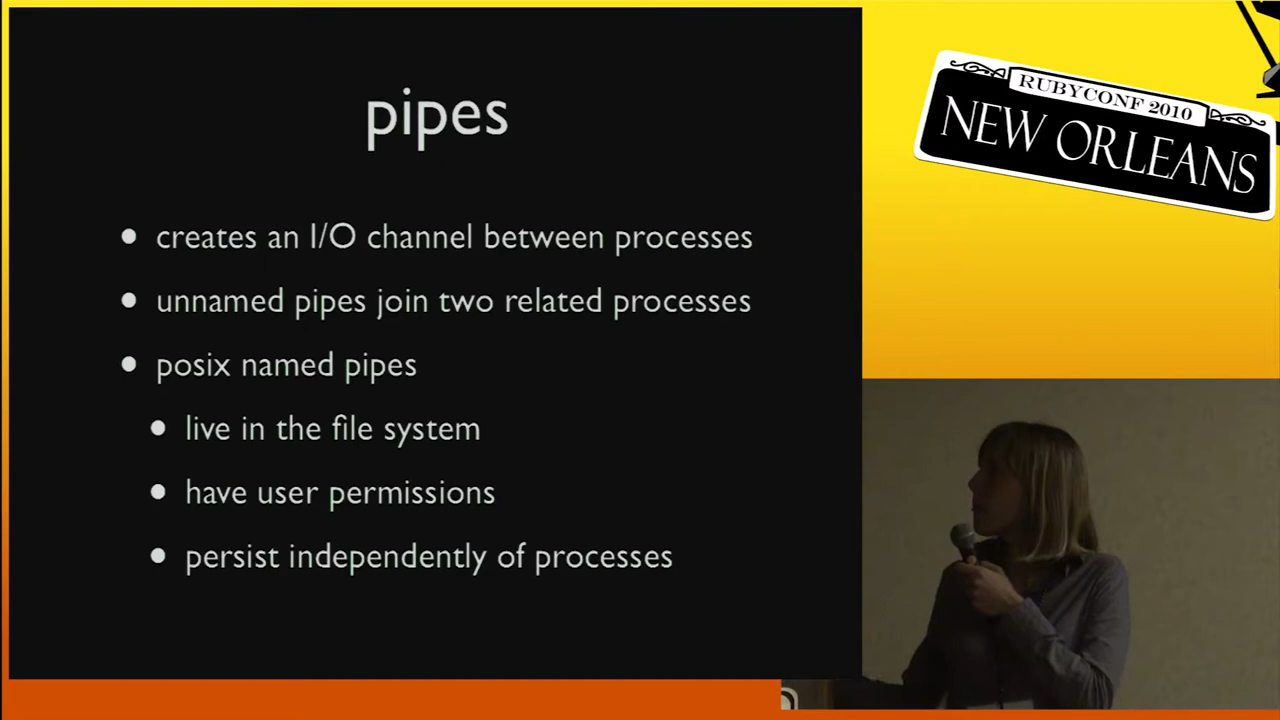 pipes
creates an I/O channel between processes
unnamed pipes join two related processes
posix named pipes
live in the file system
have user permissions
persist independently of processes
RUBYCONF 2010
NEW ORLEANS